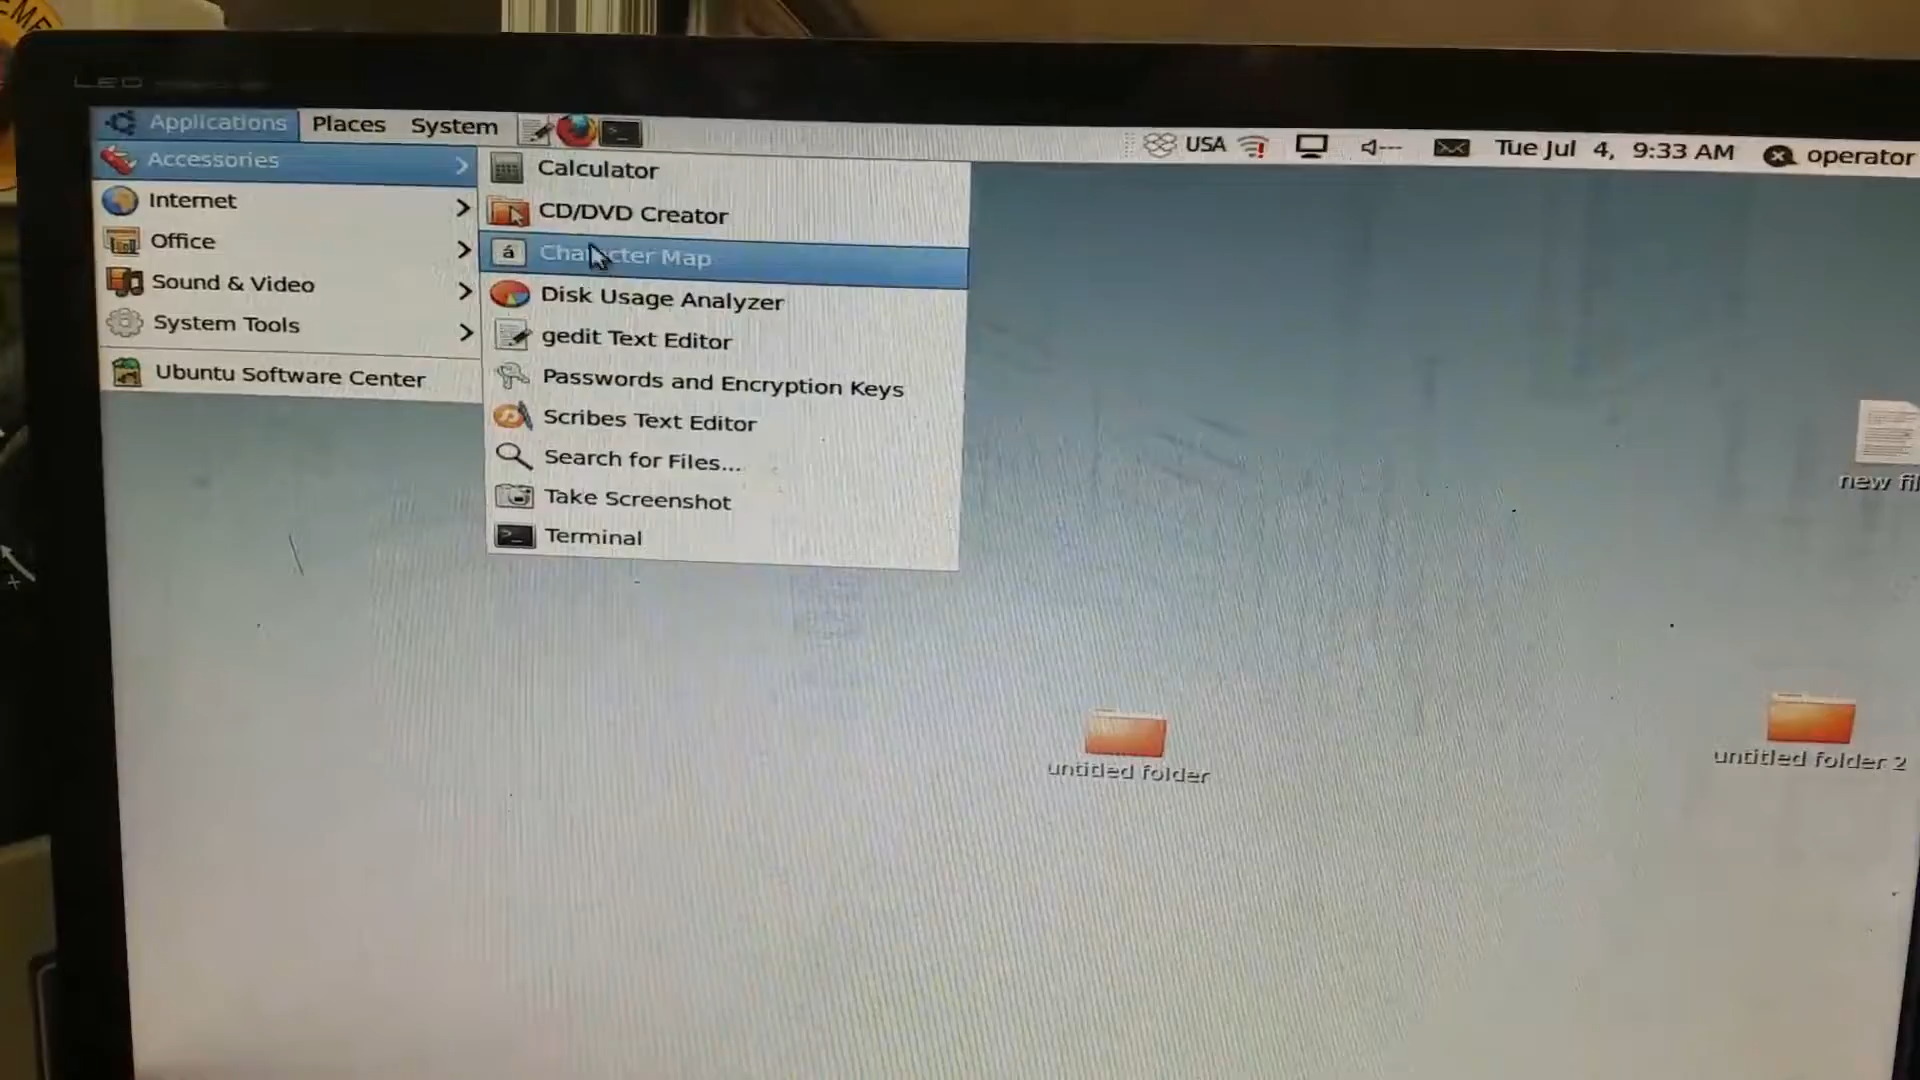 LED
Applications Places System USA Tue Jul 4, 9:33 AM operator
Accessories
Internet
Office
Sound & Video
System Tools
Ubuntu Software Center
Calculator
CD/DVD Creator
Character Map
Disk Usage Analyzer
gedit Text Editor
Passwords and Encryption Keys
Scribes Text Editor
Search for Files...
Take Screenshot
Terminal
new fil
untitled folder
untitled folder 2